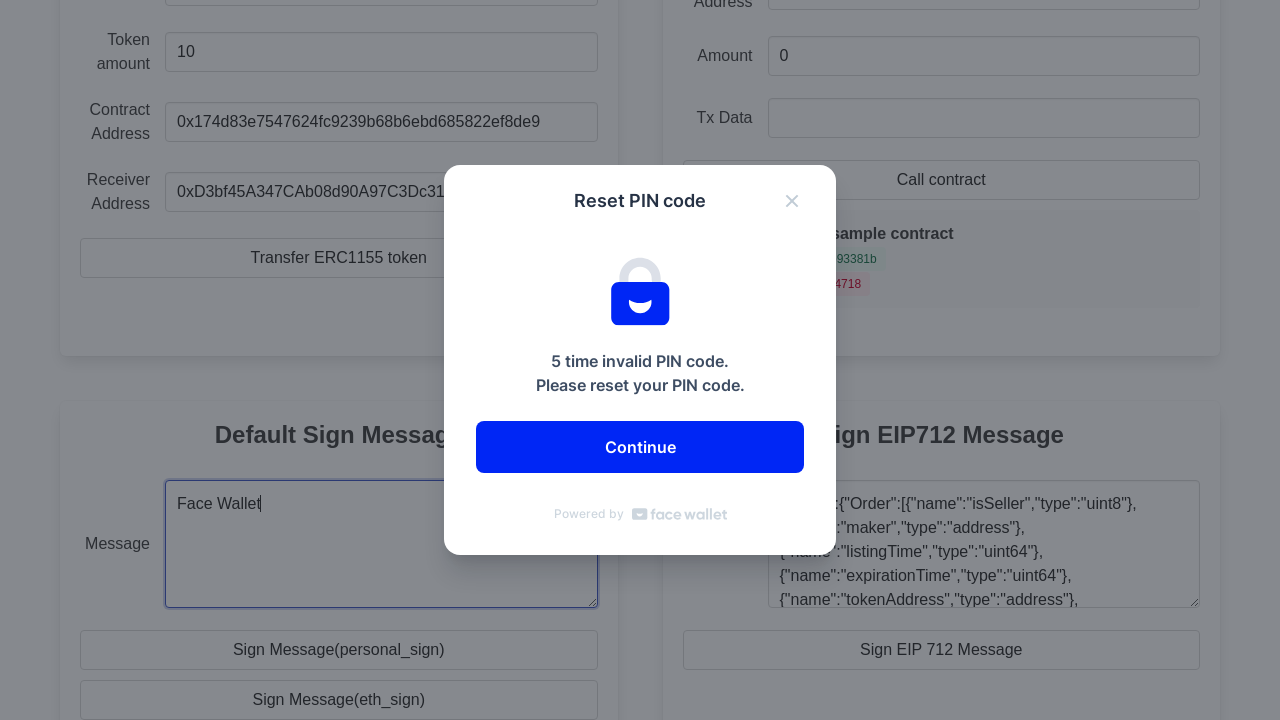 Token
amount
10
Address
Amount
0
Contract
Address
0x174d83e7547624fc9239b68b6ebd685822ef8de9
Tx Data
Receiver
Address
0xD3bf45A347CAb08d90A97C3Dc31
Call contract
Transfer ERC1155 token
sample contract
93381b
4718
Reset PIN code
5 time invalid PIN code.
Please reset your PIN code.
Continue
Powered by face wallet
Default Sign Messag
Message
Face Wallet
Sign Message(personal_sign)
Sign Message(eth_sign)
ign EIP712 Message
:{"Order":[{"name":"isSeller","type":"uint8"},
"maker","type":"address"},
{"name":"listingTime","type":"uint64"},
{"name":"expirationTime","type":"uint64"},
{"name":"tokenAddress","type":"address"},
Sign EIP 712 Message